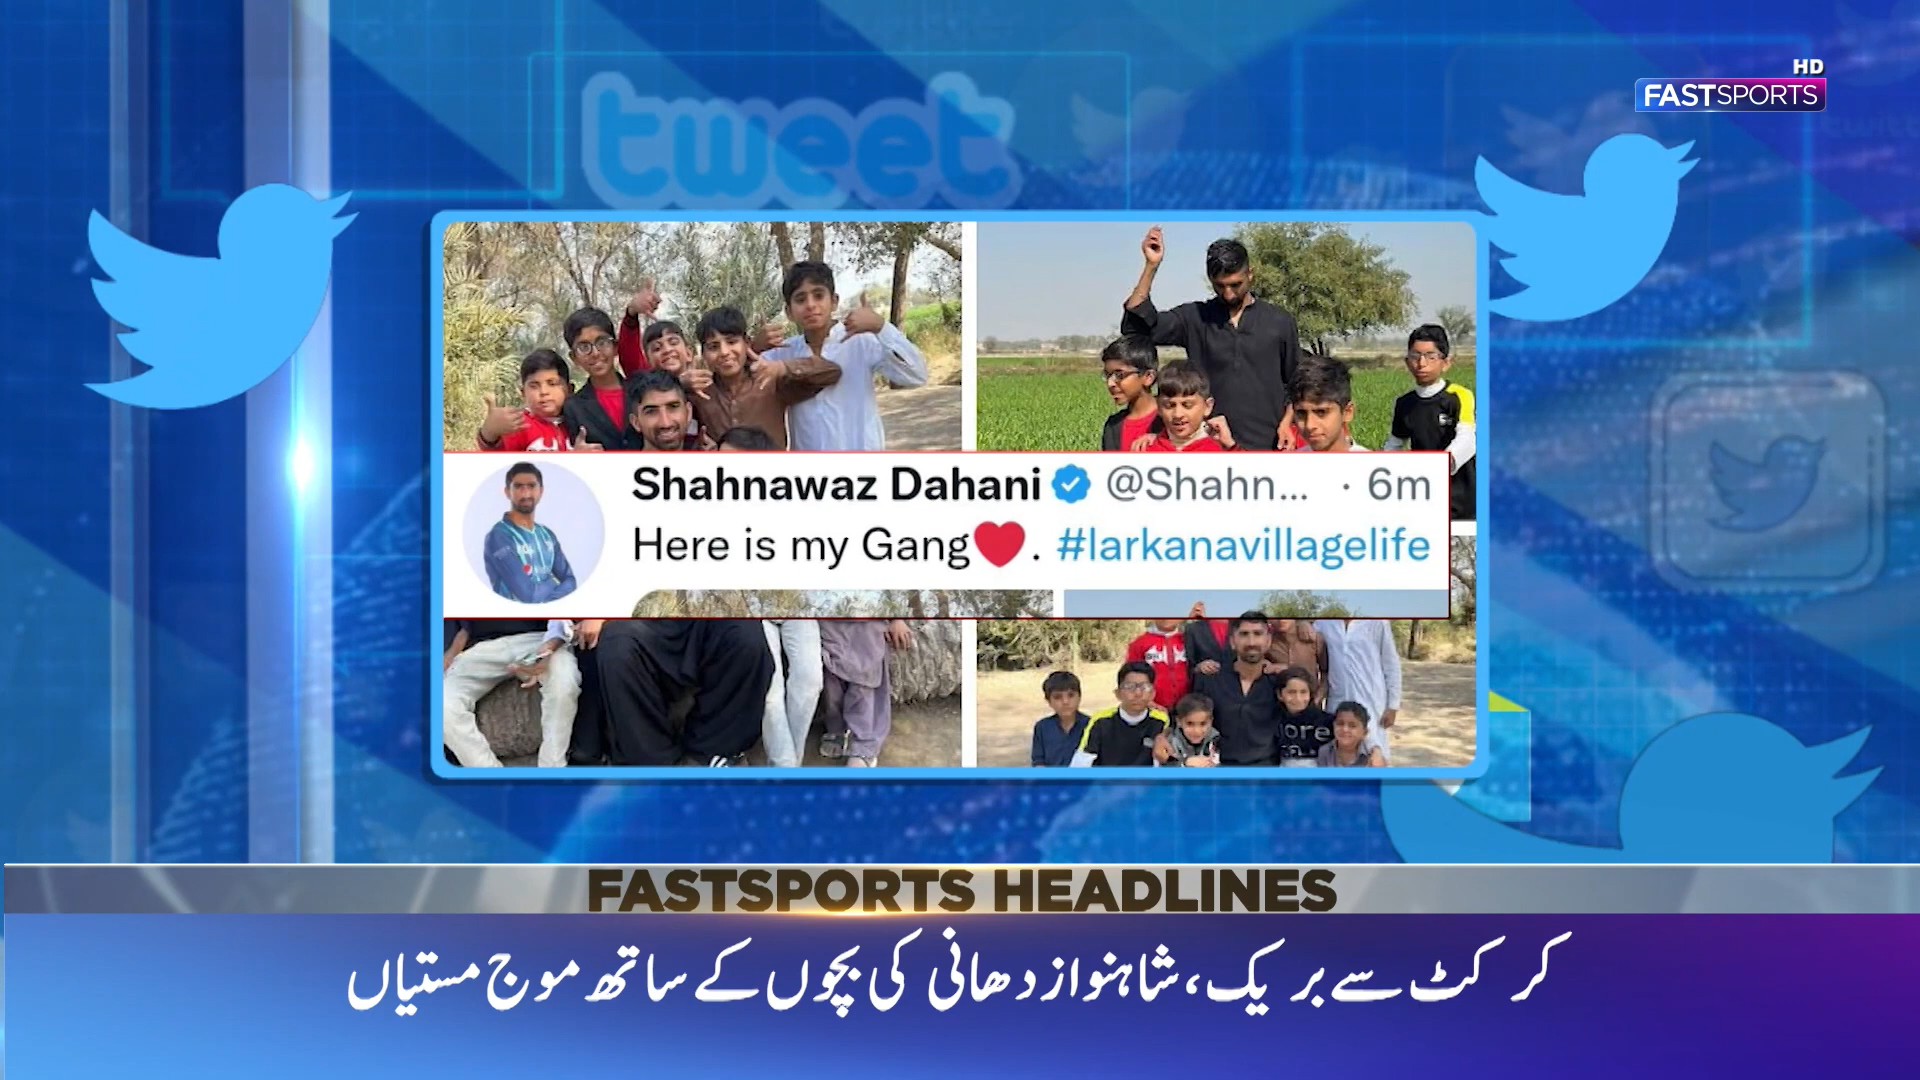 tweet
HD
FASTSPORTS
Shahnawaz Dahani @Shahn... · 6m
Here is my Gang❤. #larkanavillagelife
FASTSPORTS HEADLINES
کرکٹ سے بریک، شاہنواز دھانی کی بچوں کے ساتھ موج مستیاں